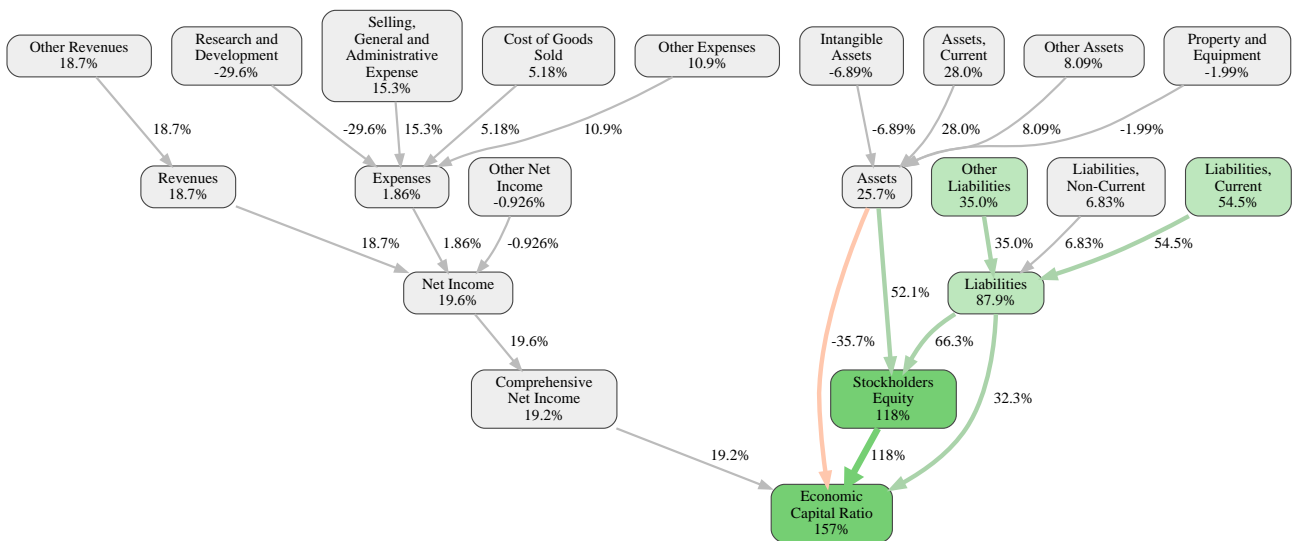 Other Revenues
18.7%
Research and
Development
-29.6%
Selling,
General and
Administrative
Expense
15.3%
Cost of Goods
Sold
5.18%
Other Expenses
10.9%
Intangible
Assets
-6.89%
Assets,
Current
28.0%
Other Assets
8.09%
Property and
Equipment
-1.99%
18.7%
-29.6%
15.3%
5.18%
10.9%
-6.89%
28.0%
8.09%
-1.99%
Revenues
18.7%
Expenses
1.86%
Other Net
Income
-0.926%
Assets
25.7%
Other
Liabilities
35.0%
Liabilities,
Non-Current
6.83%
Liabilities,
Current
54.5%
18.7%
1.86%
-0.926%
35.0%
6.83%
54.5%
Net Income
19.6%
52.1%
Liabilities
87.9%
19.6%
-35.7%
66.3%
Comprehensive
Net Income
19.2%
Stockholders
Equity
118%
32.3%
19.2%
118%
Economic
Capital Ratio
157%